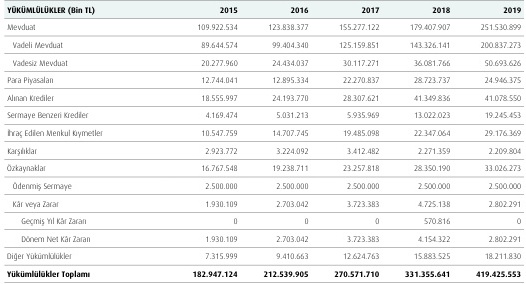 YÜKÜMLÜLÜKLER (Bin TL) 2015 2016 2017 2018 2019
Mevduat 109.922.534 123.838.377 155.277.122 179.407.907 251.530.899
Vadeli Mevduat 89.644.574 99.404.340 125.159.851 143.326.141 200.837.273
Vadesiz Mevduat 20.277.960 24.434.037 30.117.271 36.081.766 50.693.626
Para Piyasaları 12.744.041 12.895.334 22.270.837 28.723.737 24.946.375
Alınan Krediler 18.555.997 24.193.770 28.307.621 41.349.836 41.078.550
Sermaye Benzeri Krediler 4.169.474 5.031.213 5.935.969 13.022.023 19.245.453
İhraç Edilen Menkul Kıymetler 10.547.759 14.707.745 19.485.098 22.347.064 29.176.369
Karşılıklar 2.923.772 3.224.092 3.412.482 2.271.359 2.209.804
Özkaynaklar 16.767.548 19.238.711 23.257.818 28.350.190 33.026.273
Ödenmiş Sermaye 2.500.000 2.500.000 2.500.000 2.500.000 2.500.000
Kâr veya Zarar 1.930.109 2.703.042 3.723.383 4.725.138 2.802.291
Geçmiş Yıl Kâr Zararı 0 0 0 570.816 0
Dönem Net Kâr Zararı 1.930.109 2.703.042 3.723.383 4.154.322 2.802.291
Diğer Yükümlülükler 7.315.999 9.410.663 12.624.763 15.883.525 18.211.830
Yükümlülükler Toplamı 182.947.124 212.539.905 270.571.710 331.355.641 419.425.553